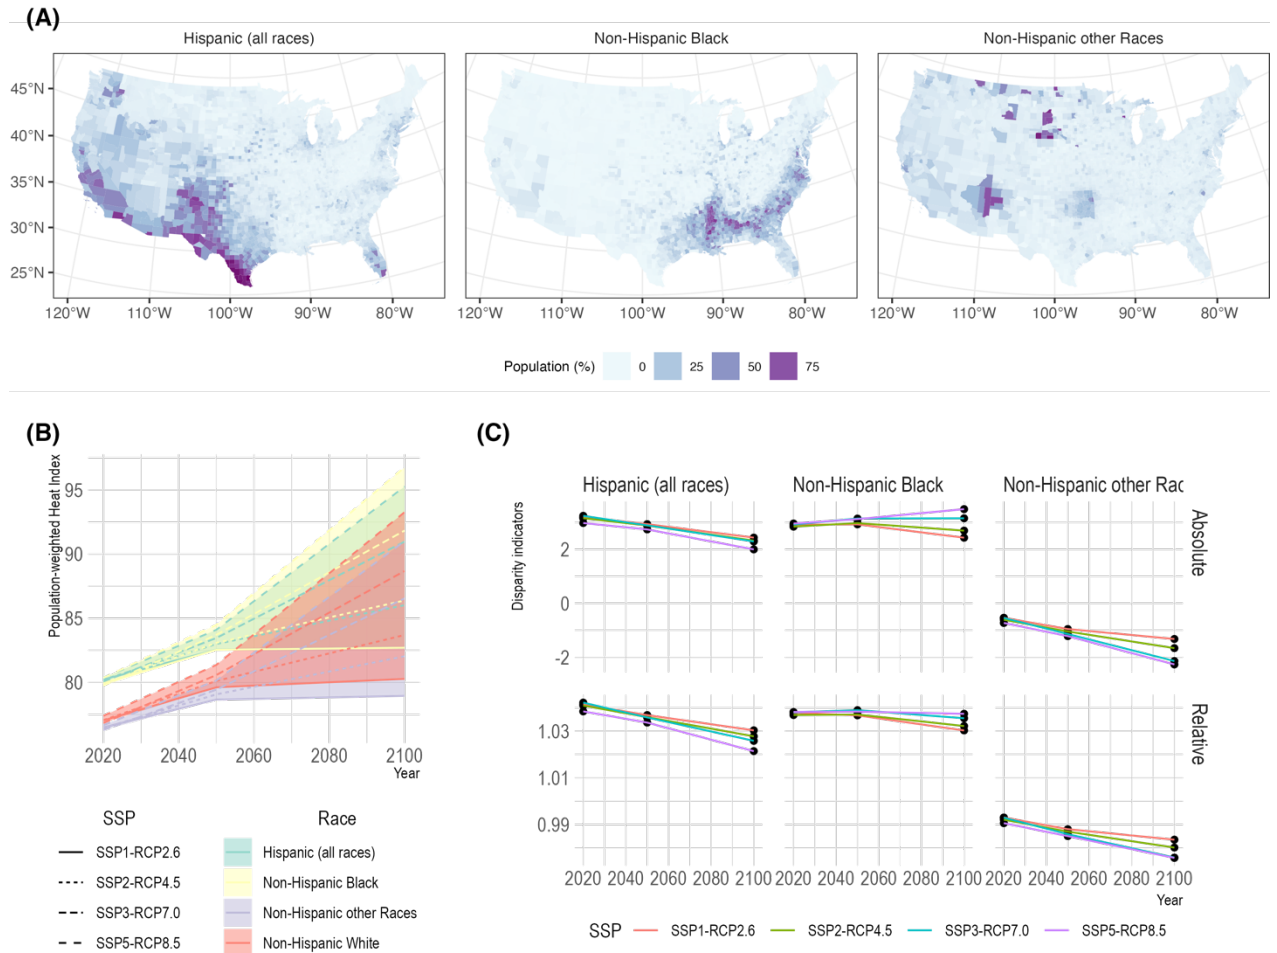 (A)
Hispanic (all races)
Non-Hispanic Black
Non-Hispanic other Races
45°N
40°N
35°N
30°N
25°N
120°W 110°W 100°W 90°W 80°W
120°W 110°W 100°W 90°W 80°W
120°W 110°W 100°W 90°W 80°W
Population (%) 0 25 50 75
(B)
Population-weighted Heat Index
95
90
85
80
2020 2040 2060 2080 2100
Year
SSP
SSP1-RCP2.6
SSP2-RCP4.5
SSP3-RCP7.0
SSP5-RCP8.5
Race
Hispanic (all races)
Non-Hispanic Black
Non-Hispanic other Races
Non-Hispanic White
(C)
Disparity indicators
Hispanic (all races)
Non-Hispanic Black
Non-Hispanic other Rac
Absolute
2
0
-2
Relative
1.03
1.01
0.99
2020 2040 2060 2080 2100
2020 2040 2060 2080 2100
2020 2040 2060 2080 2100
Year
SSP SSP1-RCP2.6 SSP2-RCP4.5 SSP3-RCP7.0 SSP5-RCP8.5